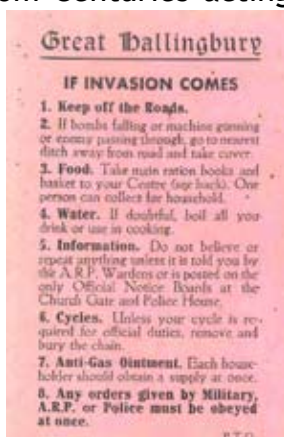 om centuries acting
Great Hallingbury
IF INVASION COMES
1. Keep off the Roads.
2. If bombs falling or machine gunning
or enemy passing through, go to nearest
ditch away from road and take cover.
3. Food. Take main ration books and
basket to your Centre (see back). One
person can collect for household.
4. Water. If doubtful, boil all you
drink or use in cooking.
5. Information. Do not believe or
repeat anything unless it is told you by
the A.R.P. Wardens or is posted on the
only Official Notice Boards at the
Church Gate and Police House.
6. Cycles. Unless your cycle is re-
quired for official duties, remove and
bury the chain.
7. Anti-Gas Ointment. Each house-
holder should obtain a supply at once.
8. Any orders given by Military,
A.R.P. or Police must be obeyed
at once.
P.T.O.